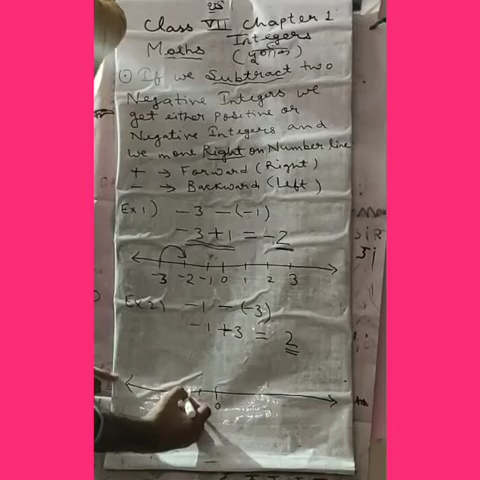 Class VII Chapter 1
Maths Integers
(पूर्णांक)
If we Subtract two
Negative Integers we
get either positive or
Negative Integers and
we move Right on Number line
+ → Forward (Right)
- → Backward (Left)
Ex 1) -3 - (-1)
-3+1 = -2
-3 -2 -1 0 1 2 3
Ex 2) -1 - (-3)
-1 +3 = 2
0